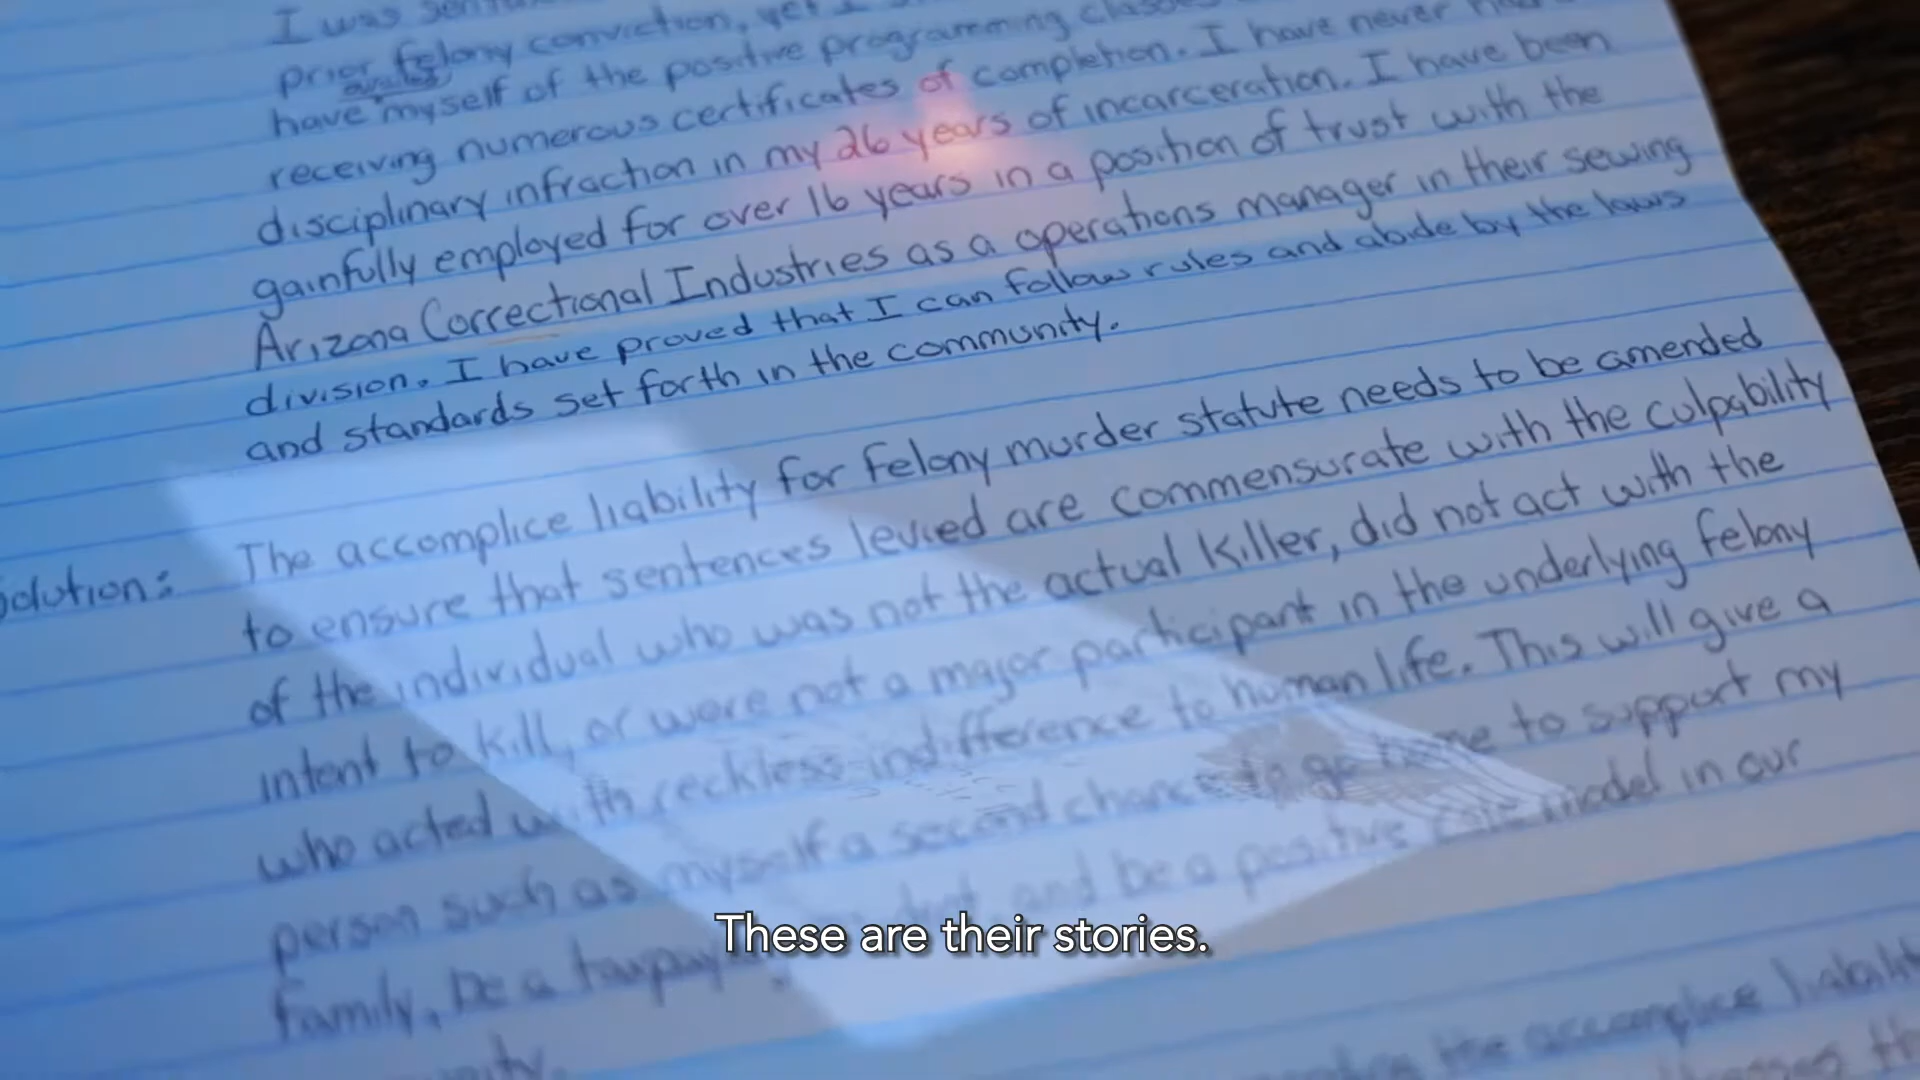 I was
prior felony conviction, yet I
availed
have myself of the positive programming classes
receiving numerous certificates of completion. I have never
disciplinary infraction in my 26 years of incarceration. I have been
gainfully employed for over 16 years in a position of trust with the
Arizona Correctional Industries as a operations manager in their sewing
division. I have proved that I can follow rules and abide by the laws
and standards set forth in the community.
The accomplice liability for felony murder statute needs to be amended
to ensure that sentences levied are commensurate with the culpability
of the individual who was not the actual killer, did not act with the
intent to kill, or were not a major participant in the underlying felony
who acted with reckless indifference to human life. This will give a
person such as myself a second chance to go home to support my
family, be a and be a positive role model in our
These are their stories.
the accomplice